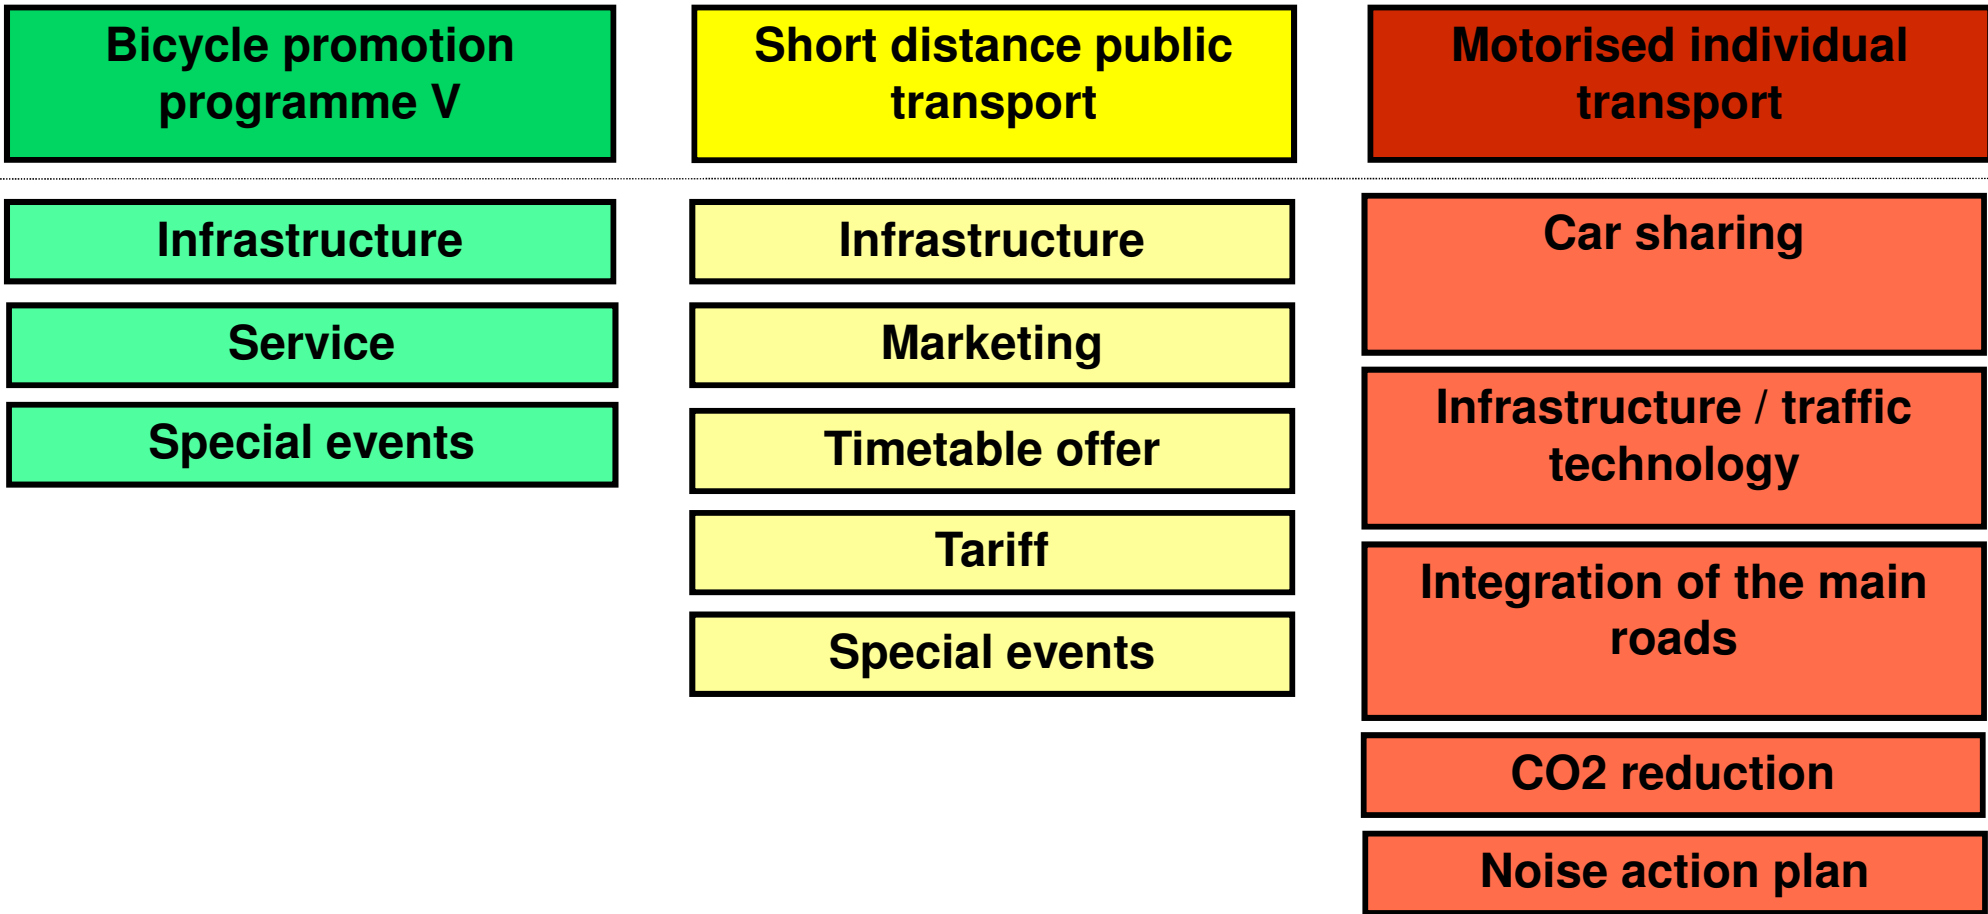 Bicycle promotion
programme V
Short distance public
transport
Motorised individual
transport
Infrastructure
Service
Special events
Infrastructure
Marketing
Timetable offer
Tariff
Special events
Car sharing
Infrastructure / traffic
technology
Integration of the main
roads
CO2 reduction
Noise action plan